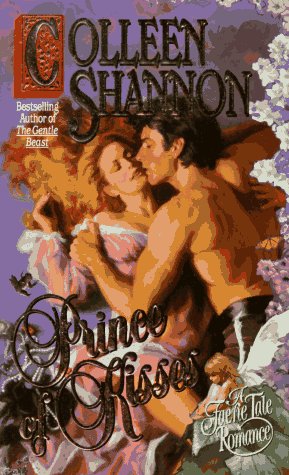 COLLEEN
SHANNON
Bestselling
Author of
The Gentle
Beast
Prince
of Kisses
A
Faerie Tale
Romance